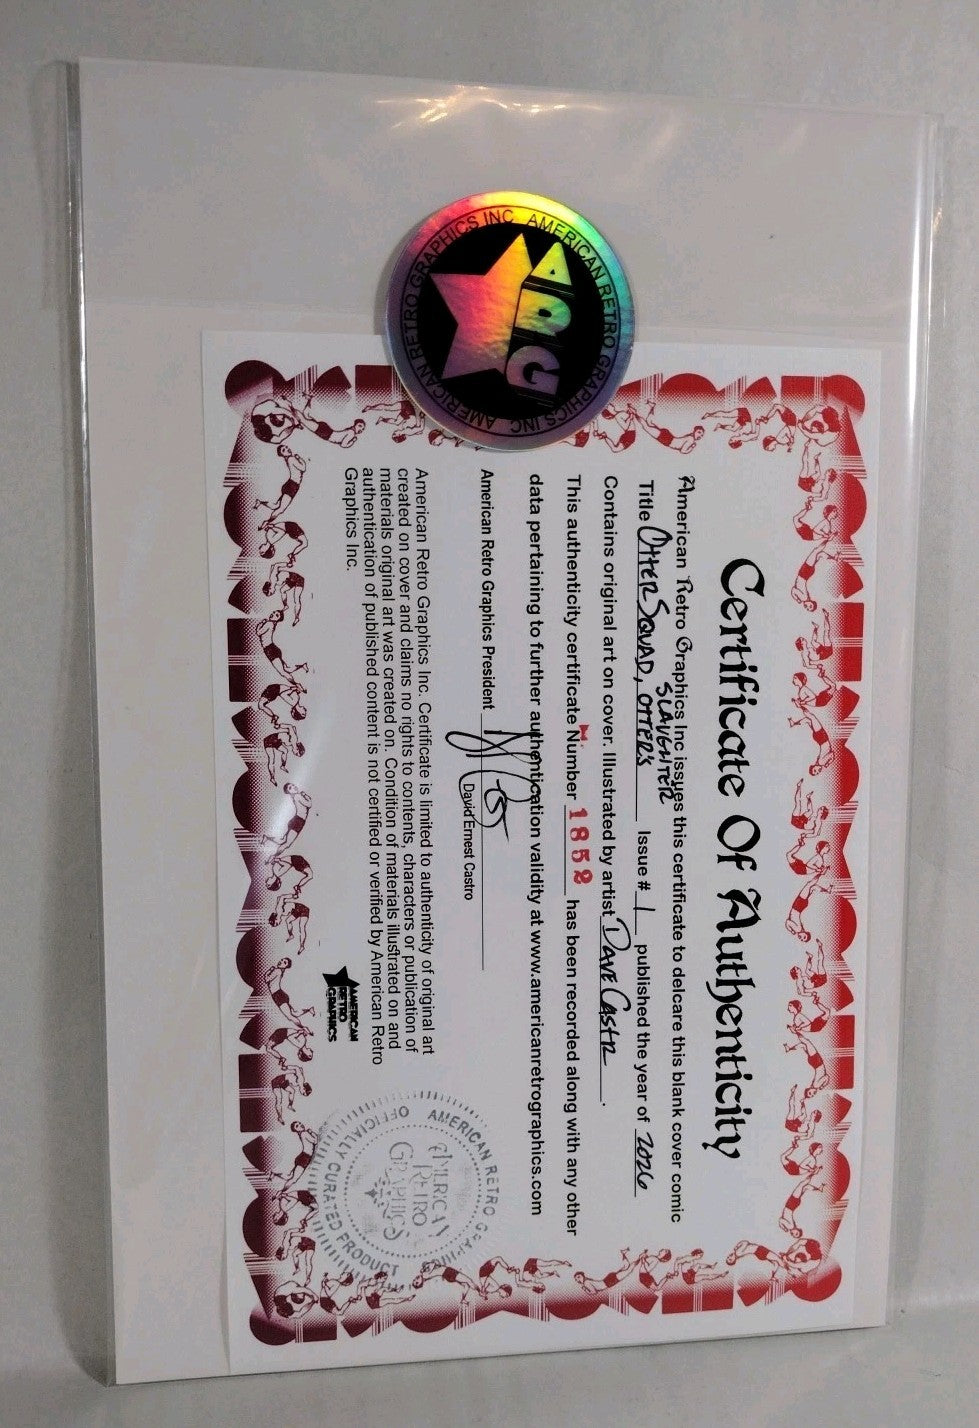 AMERICAN RETRO GRAPHICS INC AMERICAN RETRO GRAPHICS INC
ARG
Certificate Of Authenticity
American Retro Graphics Inc issues this certificate to delcare this blank cover comic
SLAUGHTER
Title OTTER SQUAD, OTTERS Issue # 1 published the year of 2026
Contains original art on cover. Illustrated by artist DAVE CASTR .
This authenticity certificate Number 1852 has been recorded along with any other
data pertaining to further authentication validity at www.americanretrographics.com
American Retro Graphics President
David Ernest Castro
American Retro Graphics Inc. Certificate is limited to authenticity of original art
created on cover and claims no rights to contents, characters or publication of
materials original art was created on. Condition of materials illustrated on and
authentication of published content is not certified or verified by American Retro
Graphics Inc.
AMERICAN
RETRO
GRAPHICS
AMERICAN RETRO GRAPHICS
OFFICIALLY CURATED PRODUCT
AMERICAN
RETRO
GRAPHICS